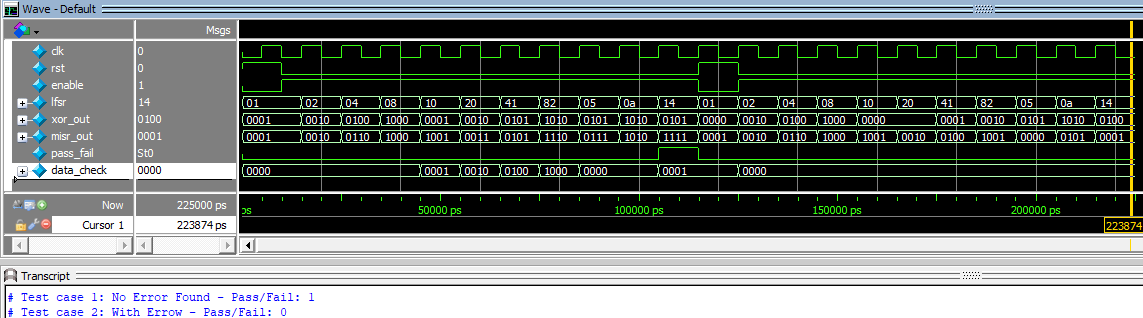 Wave - Default
Msgs
clk 0
rst 0
enable 1
lfsr 14 01 02 04 08 10 20 41 82 05 0a 14 01 02 04 08 10 20 41 82 05 0a 14
xor_out 0100 0001 0010 0100 1000 0001 0010 0101 1010 0101 1010 0101 0000 0010 0100 1000 0000 0001 0010 0101 1010 0100
misr_out 0001 0001 0010 0110 1000 1001 0011 0101 1110 0111 1010 1111 0001 0010 0110 1000 1001 0010 0100 1001 0000 0101 0001
pass_fail St0
data_check 0000 0000 0001 0010 0100 1000 0000 0001 0000
Now 225000 ps ps 50000 ps 100000 ps 150000 ps 200000 ps
Cursor 1 223874 ps 223874
Transcript
# Test case 1: No Error Found - Pass/Fail: 1
# Test case 2: With Errow - Pass/Fail: 0